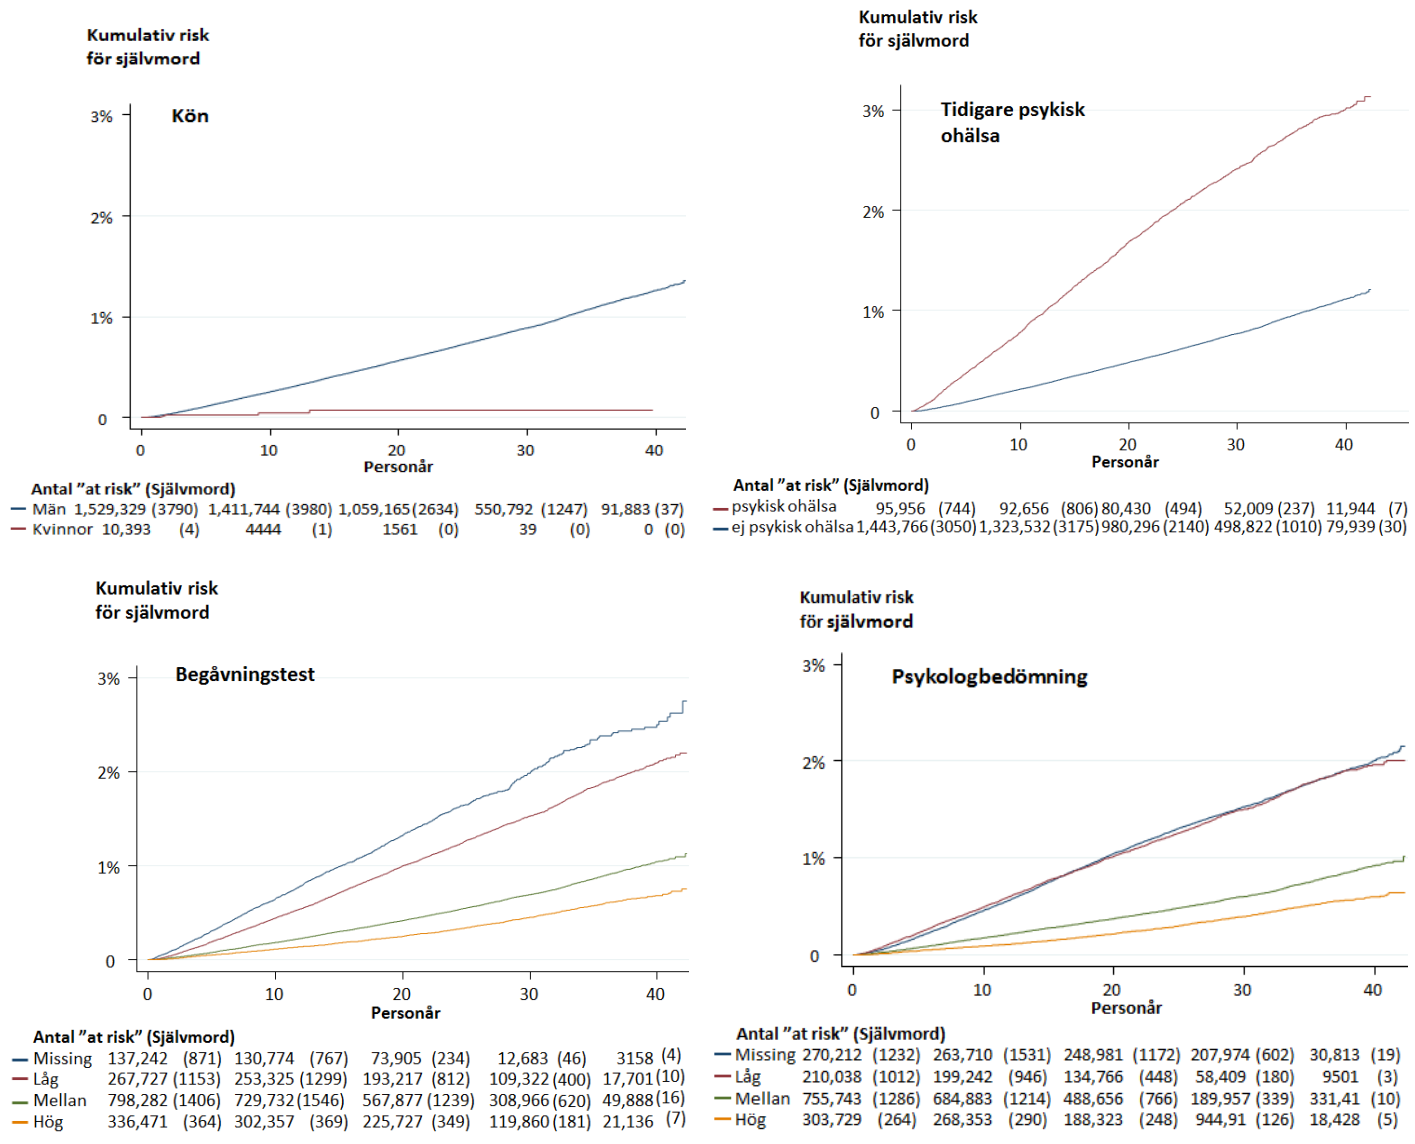 Kumulativ risk
för självmord
Kön
3%
2%
1%
0
0 10 20 30 40
Personår
Antal ”at risk” (Självmord)
Män 1,529,329 (3790) 1,411,744 (3980) 1,059,165 (2634) 550,792 (1247) 91,883 (37)
Kvinnor 10,393 (4) 4444 (1) 1561 (0) 39 (0) 0 (0)
Kumulativ risk
för självmord
Tidigare psykisk
ohälsa
3%
2%
1%
0
0 10 20 30 40
Personår
Antal ”at risk” (Självmord)
psykisk ohälsa 95,956 (744) 92,656 (806) 80,430 (494) 52,009 (237) 11,944 (7)
ej psykisk ohälsa 1,443,766 (3050) 1,323,532 (3175) 980,296 (2140) 498,822 (1010) 79,939 (30)
Kumulativ risk
för självmord
Begåvningstest
3%
2%
1%
0
0 10 20 30 40
Personår
Antal ”at risk” (Självmord)
Missing 137,242 (871) 130,774 (767) 73,905 (234) 12,683 (46) 3158 (4)
Låg 267,727 (1153) 253,325 (1299) 193,217 (812) 109,322 (400) 17,701 (10)
Mellan 798,282 (1406) 729,732 (1546) 567,877 (1239) 308,966 (620) 49,888 (16)
Hög 336,471 (364) 302,357 (369) 225,727 (349) 119,860 (181) 21,136 (7)
Kumulativ risk
för självmord
Psykologbedömning
3%
2%
1%
0
0 10 20 30 40
Personår
Antal ”at risk” (Självmord)
Missing 270,212 (1232) 263,710 (1531) 248,981 (1172) 207,974 (602) 30,813 (19)
Låg 210,038 (1012) 199,242 (946) 134,766 (448) 58,409 (180) 9501 (3)
Mellan 755,743 (1286) 684,883 (1214) 488,656 (766) 189,957 (339) 331,41 (10)
Hög 303,729 (264) 268,353 (290) 188,323 (248) 944,91 (126) 18,428 (5)